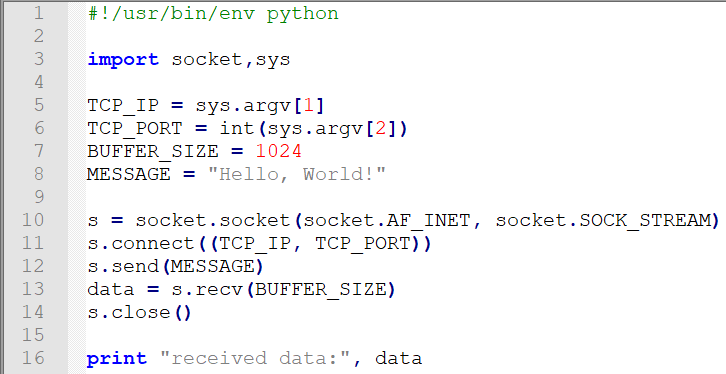 1 #!/usr/bin/env python
2
3 import socket,sys
4
5 TCP_IP = sys.argv[1]
6 TCP_PORT = int(sys.argv[2])
7 BUFFER_SIZE = 1024
8 MESSAGE = "Hello, World!"
9
10 s = socket.socket(socket.AF_INET, socket.SOCK_STREAM)
11 s.connect((TCP_IP, TCP_PORT))
12 s.send(MESSAGE)
13 data = s.recv(BUFFER_SIZE)
14 s.close()
15
16 print "received data:", data